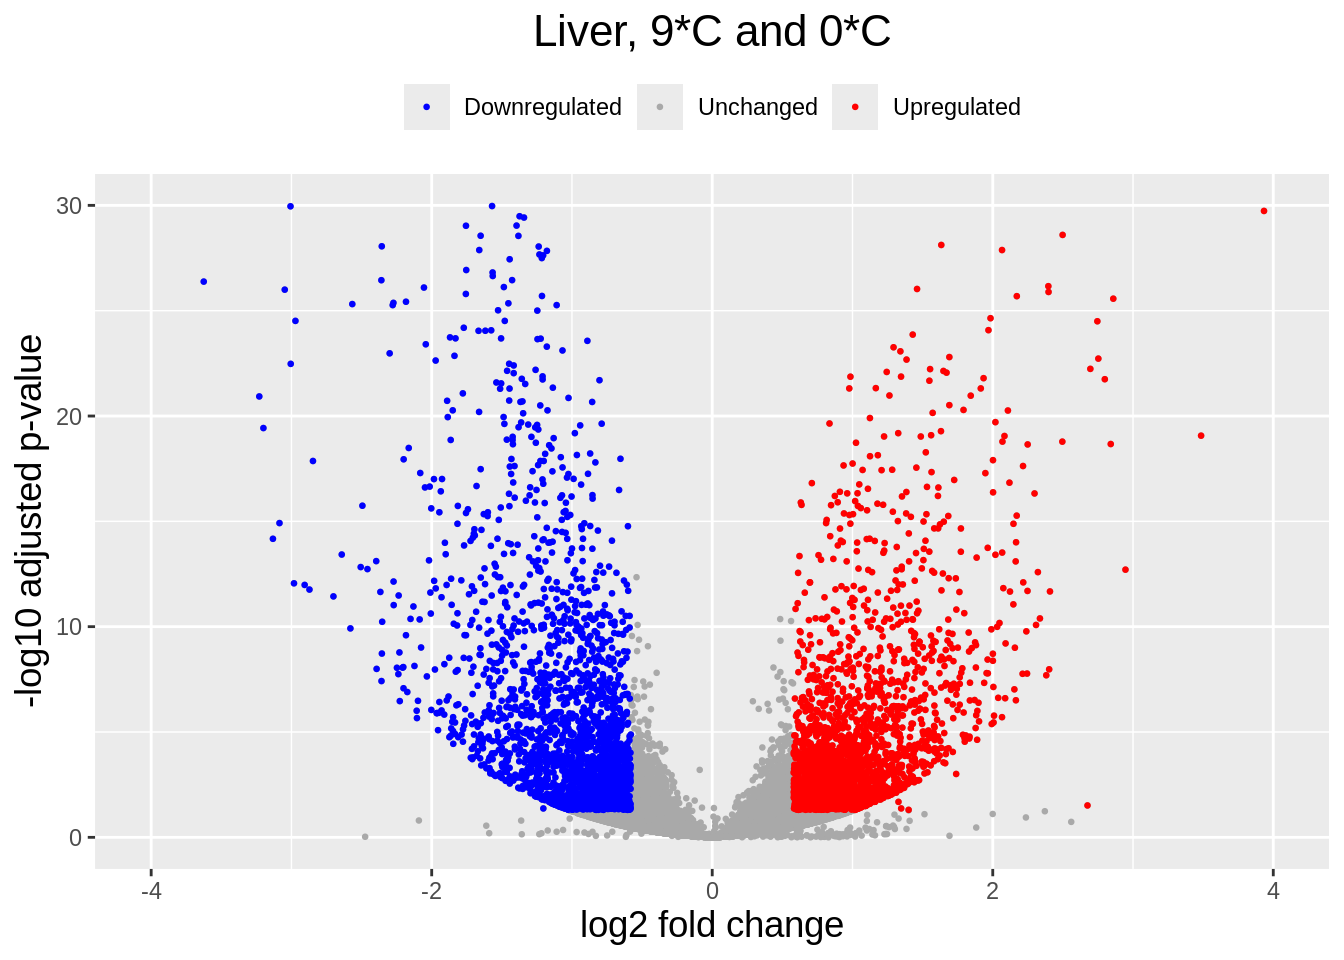 Liver, 9*C and 0*C
Downregulated Unchanged Upregulated
30
20
10
0
-log10 adjusted p-value
-4 -2 0 2 4
log2 fold change